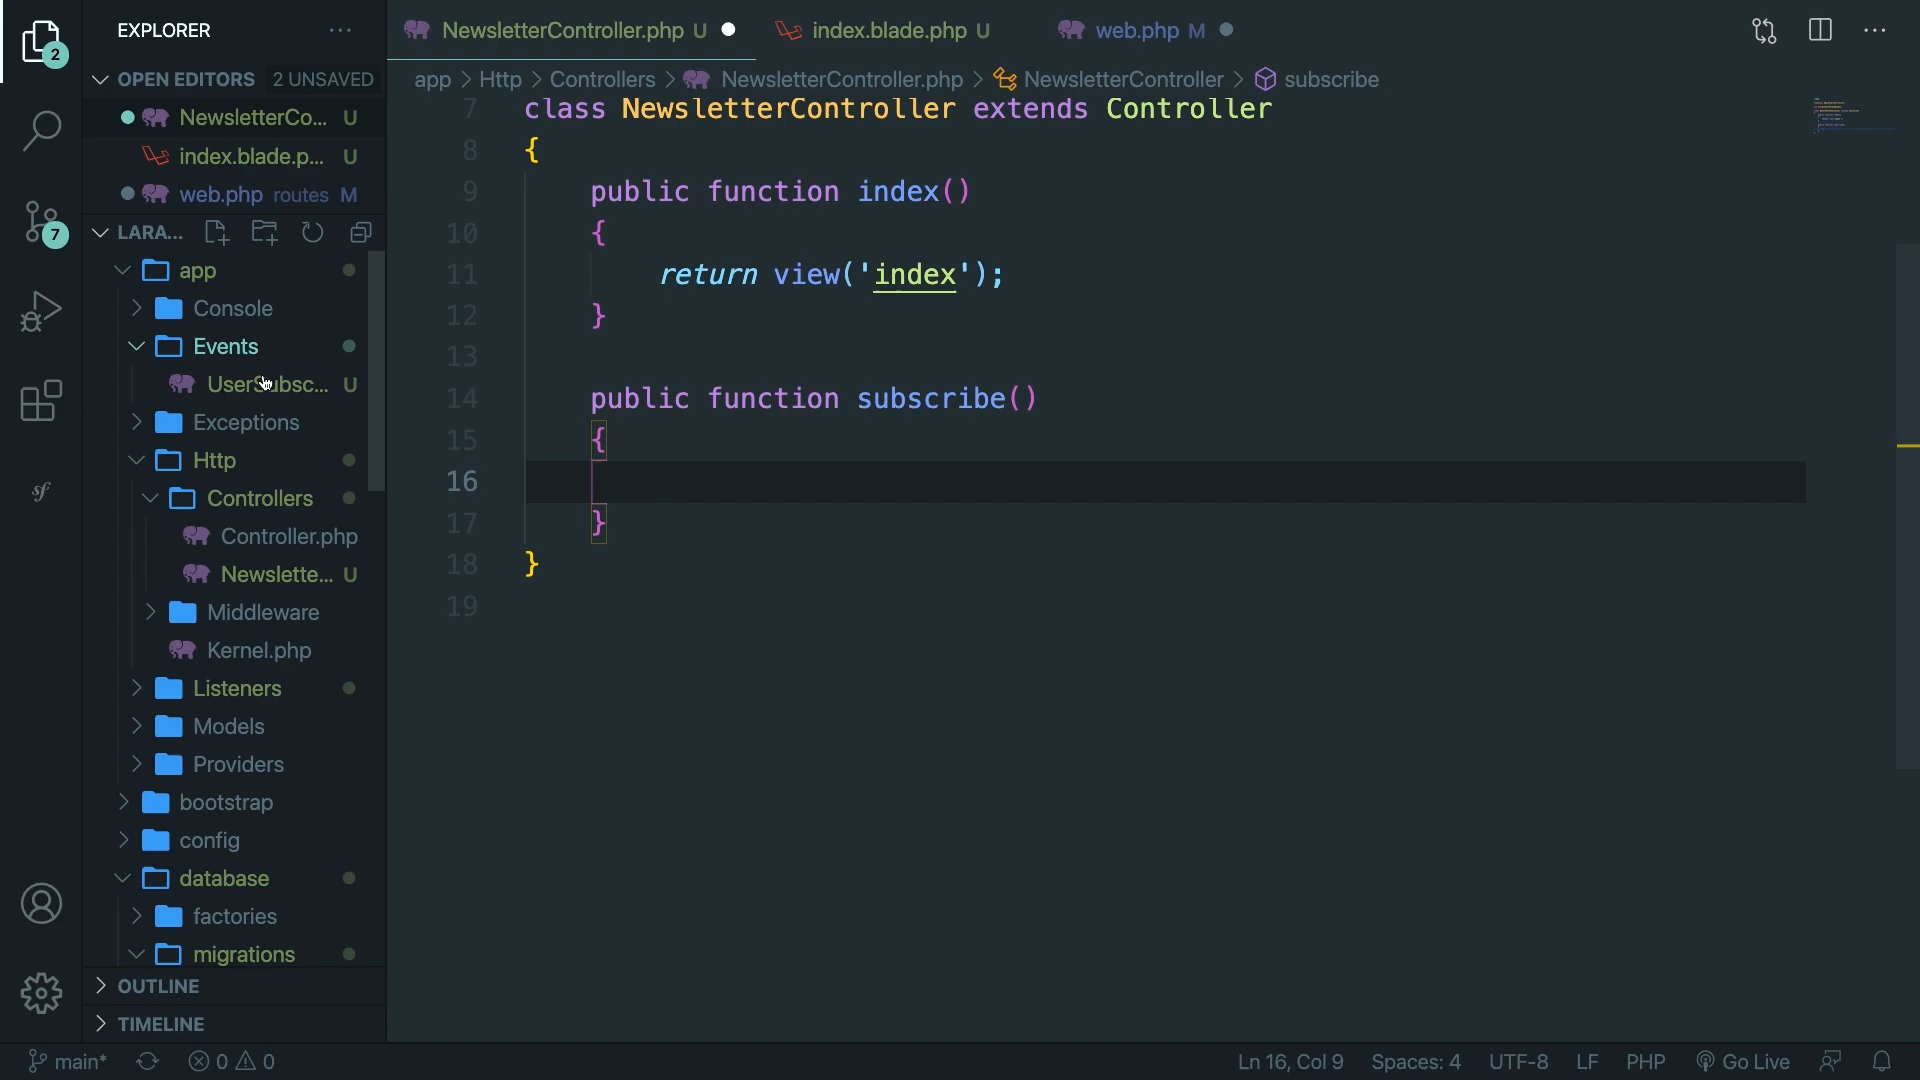 EXPLORER
OPEN EDITORS 2 UNSAVED
NewsletterCo... U
index.blade.p... U
web.php routes M
LARA...
app
Console
Events
UserSubsc... U
Exceptions
Http
Controllers
Controller.php
Newslette... U
Middleware
Kernel.php
Listeners
Models
Providers
bootstrap
config
database
factories
migrations
OUTLINE
TIMELINE
2
7
sf
NewsletterController.php U
index.blade.php U
web.php M
app > Http > Controllers > NewsletterController.php > NewsletterController > subscribe
7 class NewsletterController extends Controller
8 {
9 public function index()
10 {
11 return view('index');
12 }
13
14 public function subscribe()
15 {
16
17 }
18 }
19
main* 0 0
Ln 16, Col 9 Spaces: 4 UTF-8 LF PHP Go Live